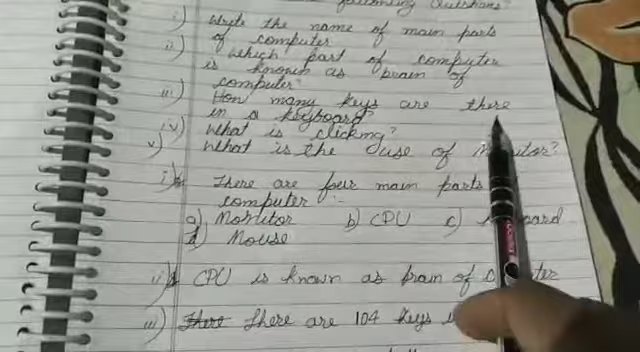 following Questions?
i) Write the name of main parts
of computer
ii) Which part of computer
is known as brain of
computer?
iii) How many keys are there
in a keyboard?
iv) What is clicking?
v) What is the use of Monitor?
i) There are four main parts
computer :-
a) Monitor b) CPU c)
d) Mouse
ii) CPU is known as brain of
iii) There There are 104 keys